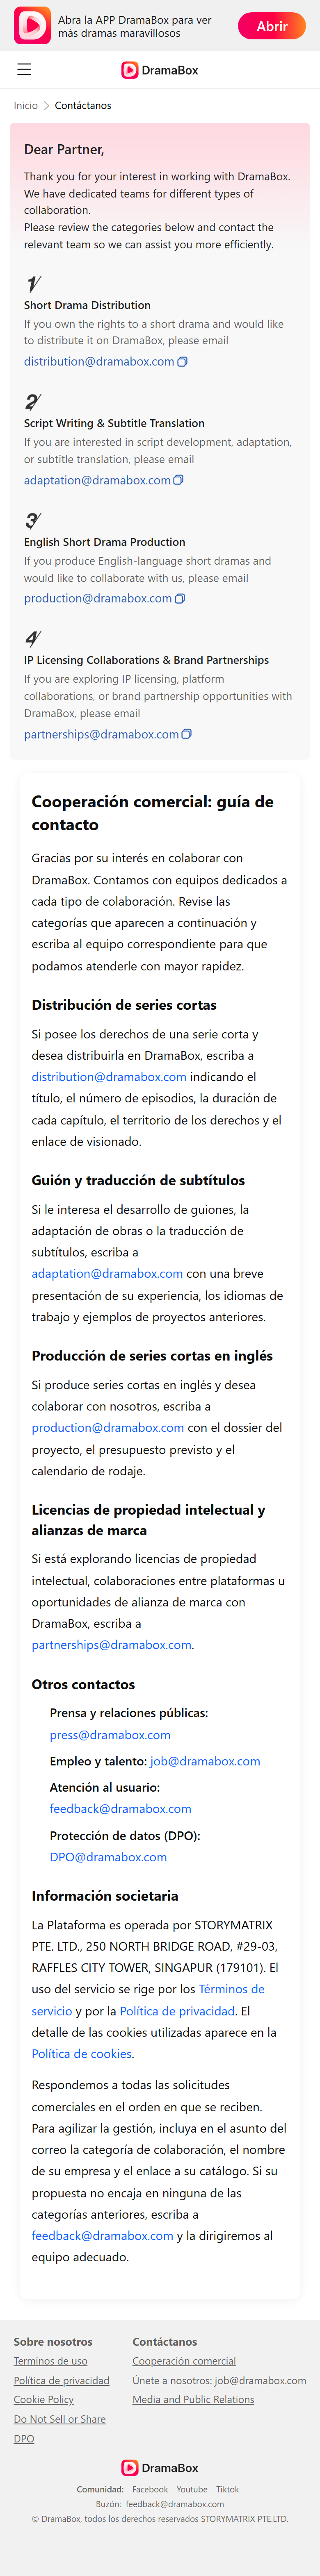 Abra la APP DramaBox para ver
más dramas maravillosos
Abrir
DramaBox
Inicio > Contáctanos
Dear Partner,
Thank you for your interest in working with DramaBox.
We have dedicated teams for different types of
collaboration.
Please review the categories below and contact the
relevant team so we can assist you more efficiently.
1
Short Drama Distribution
If you own the rights to a short drama and would like
to distribute it on DramaBox, please email
distribution@dramabox.com
2
Script Writing & Subtitle Translation
If you are interested in script development, adaptation,
or subtitle translation, please email
adaptation@dramabox.com
3
English Short Drama Production
If you produce English-language short dramas and
would like to collaborate with us, please email
production@dramabox.com
4
IP Licensing Collaborations & Brand Partnerships
If you are exploring IP licensing, platform
collaborations, or brand partnership opportunities with
DramaBox, please email
partnerships@dramabox.com
Cooperación comercial: guía de
contacto
Gracias por su interés en colaborar con
DramaBox. Contamos con equipos dedicados a
cada tipo de colaboración. Revise las
categorías que aparecen a continuación y
escriba al equipo correspondiente para que
podamos atenderle con mayor rapidez.
Distribución de series cortas
Si posee los derechos de una serie corta y
desea distribuirla en DramaBox, escriba a
distribution@dramabox.com indicando el
título, el número de episodios, la duración de
cada capítulo, el territorio de los derechos y el
enlace de visionado.
Guión y traducción de subtítulos
Si le interesa el desarrollo de guiones, la
adaptación de obras o la traducción de
subtítulos, escriba a
adaptation@dramabox.com con una breve
presentación de su experiencia, los idiomas de
trabajo y ejemplos de proyectos anteriores.
Producción de series cortas en inglés
Si produce series cortas en inglés y desea
colaborar con nosotros, escriba a
production@dramabox.com con el dossier del
proyecto, el presupuesto previsto y el
calendario de rodaje.
Licencias de propiedad intelectual y
alianzas de marca
Si está explorando licencias de propiedad
intelectual, colaboraciones entre plataformas u
oportunidades de alianza de marca con
DramaBox, escriba a
partnerships@dramabox.com.
Otros contactos
Prensa y relaciones públicas:
press@dramabox.com
Empleo y talento: job@dramabox.com
Atención al usuario:
feedback@dramabox.com
Protección de datos (DPO):
DPO@dramabox.com
Información societaria
La Plataforma es operada por STORYMATRIX
PTE. LTD., 250 NORTH BRIDGE ROAD, #29-03,
RAFFLES CITY TOWER, SINGAPUR (179101). El
uso del servicio se rige por los Términos de
servicio y por la Política de privacidad. El
detalle de las cookies utilizadas aparece en la
Política de cookies.
Respondemos a todas las solicitudes
comerciales en el orden en que se reciben.
Para agilizar la gestión, incluya en el asunto del
correo la categoría de colaboración, el nombre
de su empresa y el enlace a su catálogo. Si su
propuesta no encaja en ninguna de las
categorías anteriores, escriba a
feedback@dramabox.com y la dirigiremos al
equipo adecuado.
Sobre nosotros
Terminos de uso
Política de privacidad
Cookie Policy
Do Not Sell or Share
DPO
Contáctanos
Cooperación comercial
Únete a nosotros: job@dramabox.com
Media and Public Relations
DramaBox
Comunidad: Facebook Youtube Tiktok
Buzón: feedback@dramabox.com
© DramaBox, todos los derechos reservados STORYMATRIX PTE.LTD.